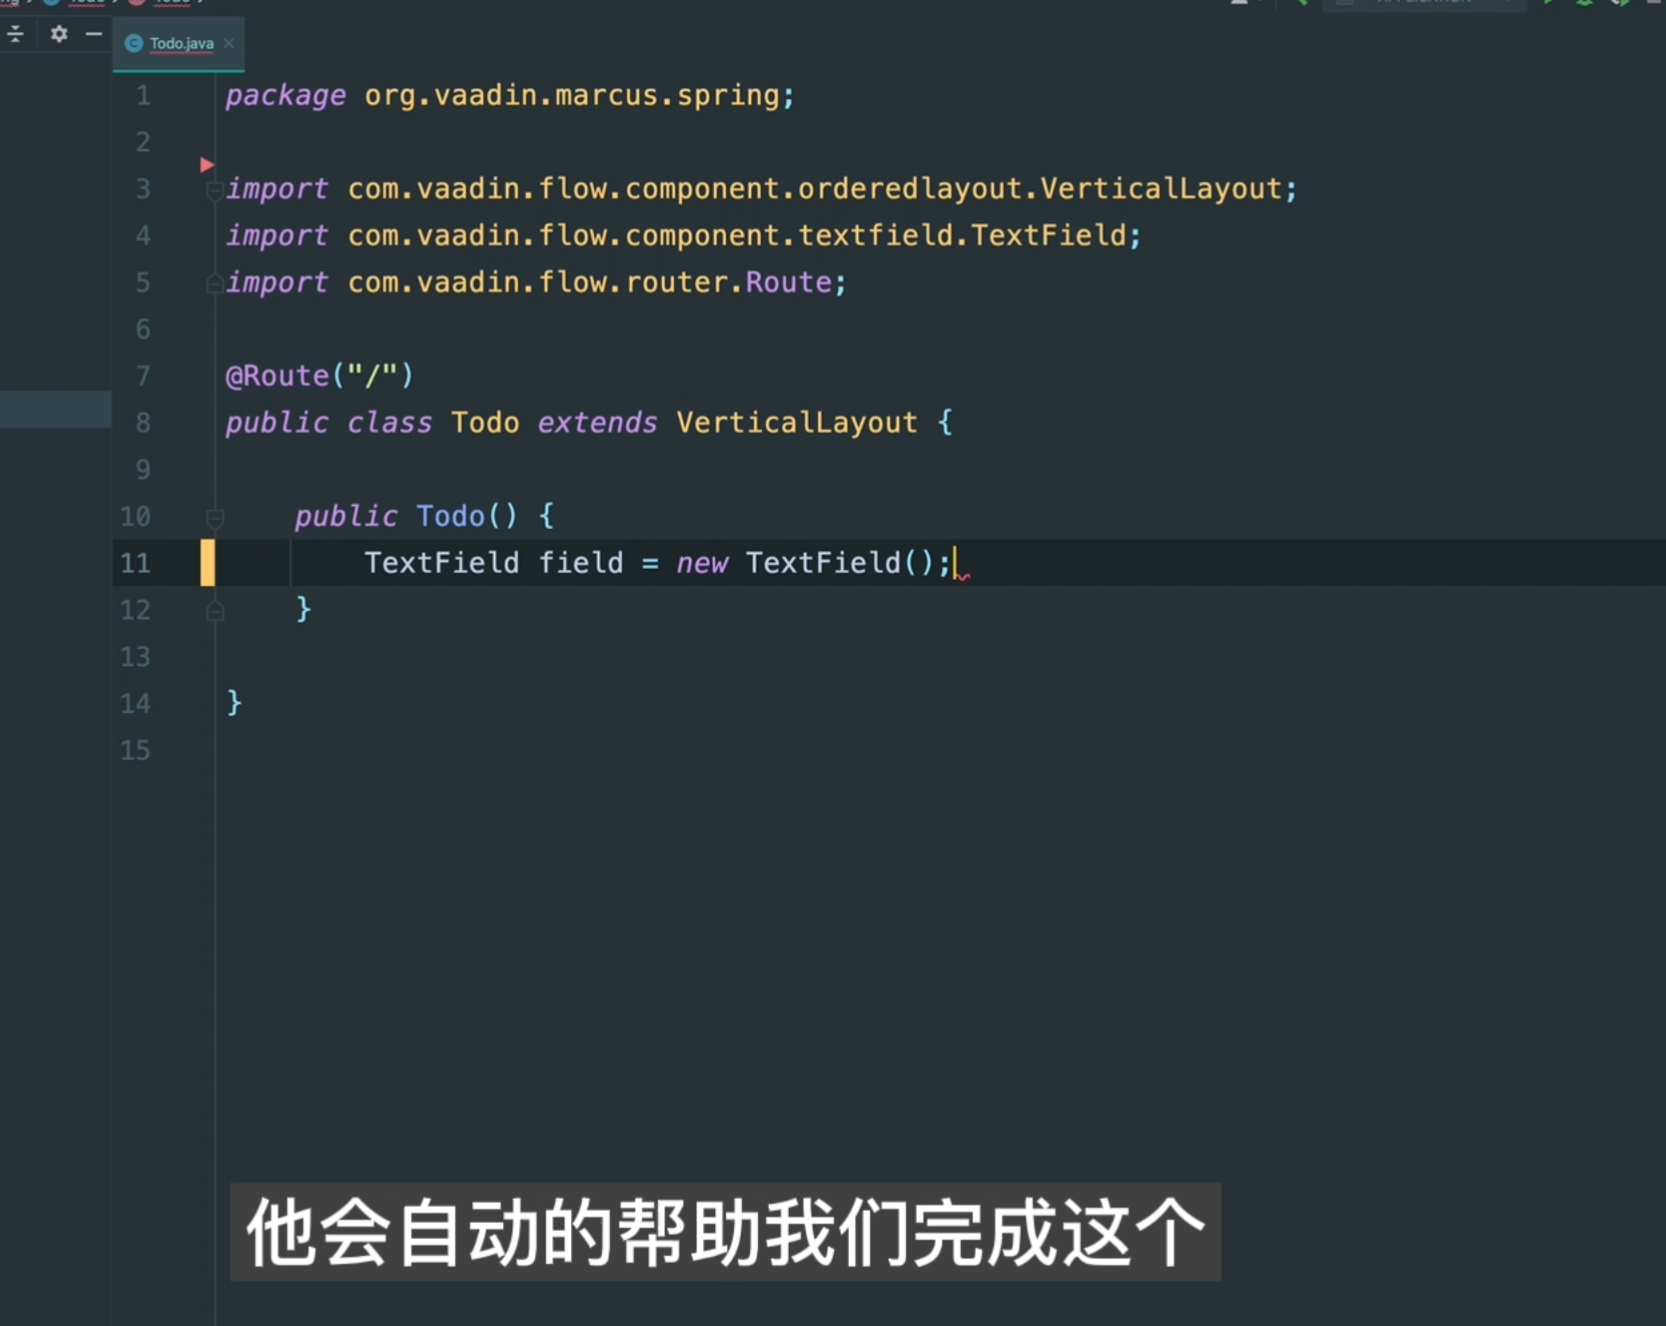 Todo.java
1 package org.vaadin.marcus.spring;
2
3 import com.vaadin.flow.component.orderedlayout.VerticalLayout;
4 import com.vaadin.flow.component.textfield.TextField;
5 import com.vaadin.flow.router.Route;
6
7 @Route("/")
8 public class Todo extends VerticalLayout {
9
10 public Todo() {
11 TextField field = new TextField();
12 }
13
14 }
15
他会自动的帮助我们完成这个